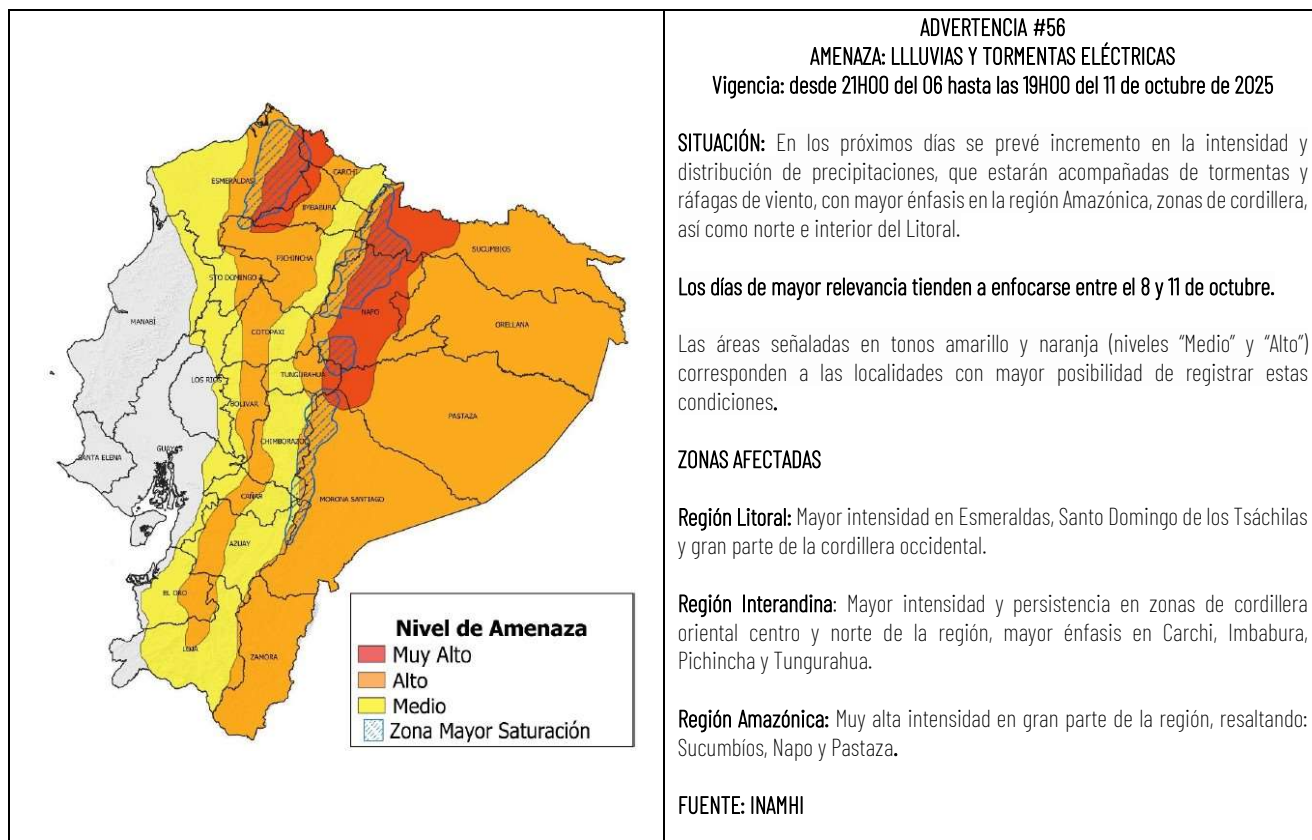 ESMERALDAS
CARCHI
IMBABURA
PICHINCHA
SUCUMBIOS
STO DOMINGO
MANABÍ
NAPO
COTOPAXI
ORELLANA
LOS RIOS
TUNGURAHUA
BOLIVAR
PASTAZA
CHIMBORAZO
SANTA ELENA
GUAYAS
CAÑAR
MORONA SANTIAGO
AZUAY
EL ORO
LOJA
ZAMORA
Nivel de Amenaza
Muy Alto
Alto
Medio
Zona Mayor Saturación
ADVERTENCIA #56
AMENAZA: LLLUVIAS Y TORMENTAS ELÉCTRICAS
Vigencia: desde 21H00 del 06 hasta las 19H00 del 11 de octubre de 2025
SITUACIÓN: En los próximos días se prevé incremento en la intensidad y
distribución de precipitaciones, que estarán acompañadas de tormentas y
ráfagas de viento, con mayor énfasis en la región Amazónica, zonas de cordillera,
así como norte e interior del Litoral.
Los días de mayor relevancia tienden a enfocarse entre el 8 y 11 de octubre.
Las áreas señaladas en tonos amarillo y naranja (niveles “Medio” y “Alto”)
corresponden a las localidades con mayor posibilidad de registrar estas
condiciones.
ZONAS AFECTADAS
Región Litoral: Mayor intensidad en Esmeraldas, Santo Domingo de los Tsáchilas
y gran parte de la cordillera occidental.
Región Interandina: Mayor intensidad y persistencia en zonas de cordillera
oriental centro y norte de la región, mayor énfasis en Carchi, Imbabura,
Pichincha y Tungurahua.
Región Amazónica: Muy alta intensidad en gran parte de la región, resaltando:
Sucumbíos, Napo y Pastaza.
FUENTE: INAMHI